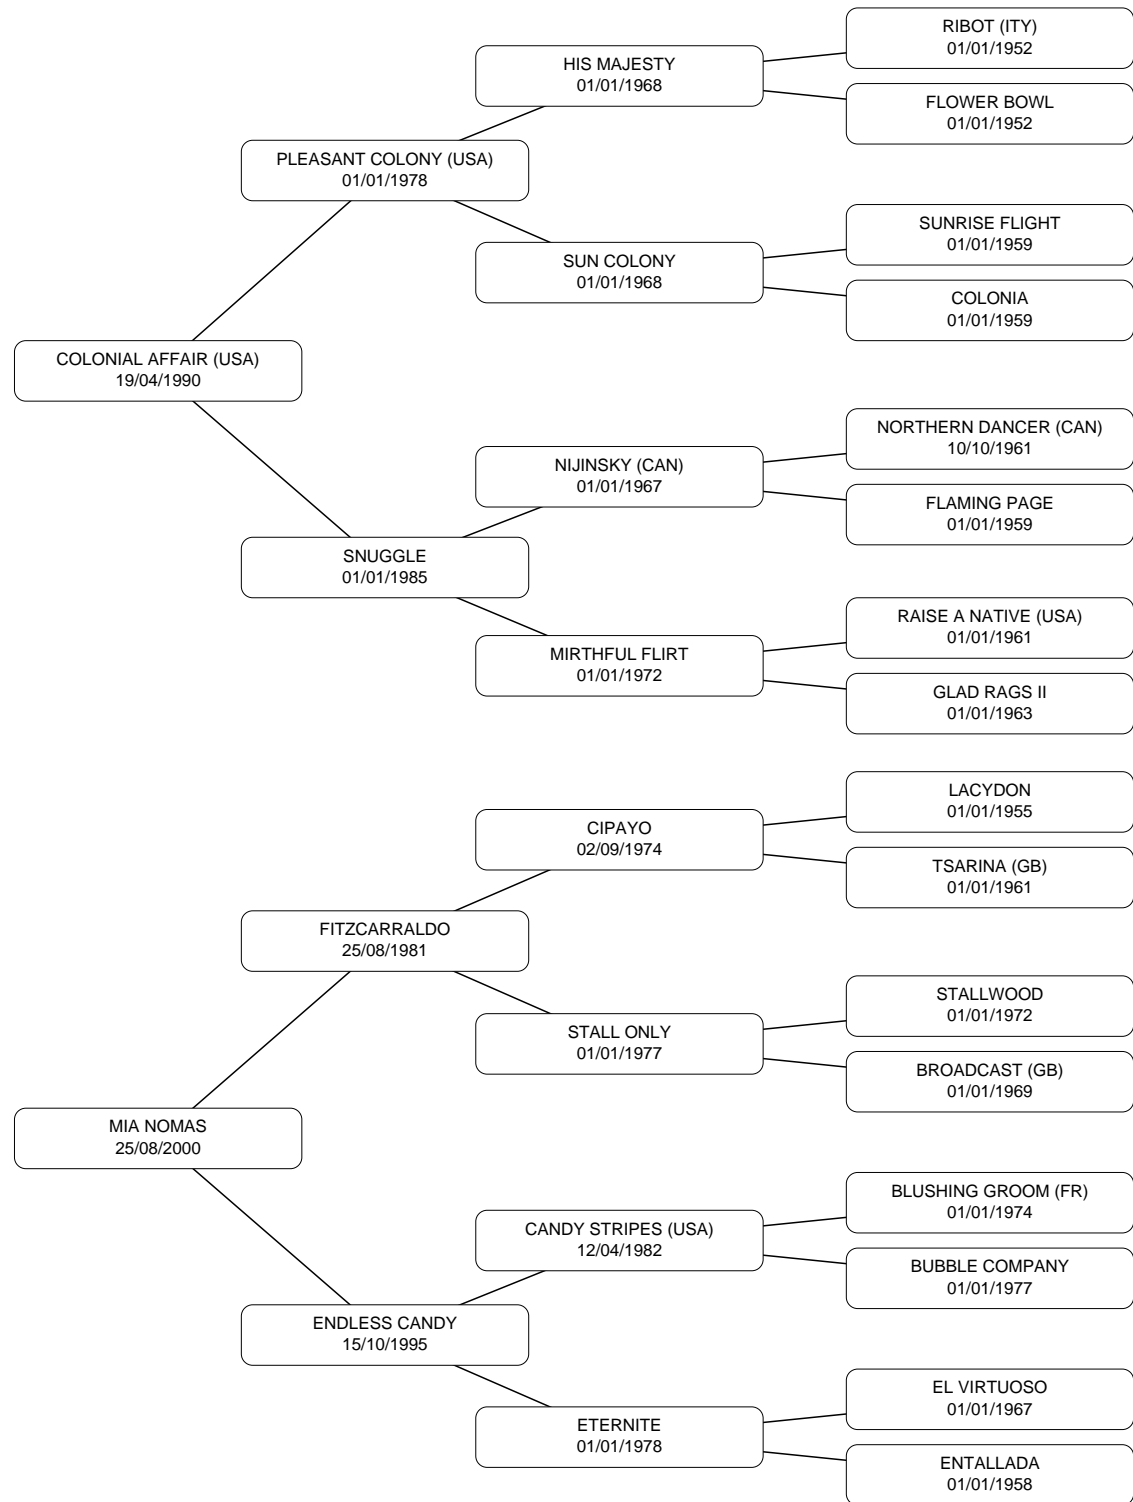 RIBOT (ITY)
01/01/1952
HIS MAJESTY
01/01/1968
FLOWER BOWL
01/01/1952
PLEASANT COLONY (USA)
01/01/1978
SUNRISE FLIGHT
01/01/1959
SUN COLONY
01/01/1968
COLONIA
01/01/1959
COLONIAL AFFAIR (USA)
19/04/1990
NORTHERN DANCER (CAN)
10/10/1961
NIJINSKY (CAN)
01/01/1967
FLAMING PAGE
01/01/1959
SNUGGLE
01/01/1985
RAISE A NATIVE (USA)
01/01/1961
MIRTHFUL FLIRT
01/01/1972
GLAD RAGS II
01/01/1963
LACYDON
01/01/1955
CIPAYO
02/09/1974
TSARINA (GB)
01/01/1961
FITZCARRALDO
25/08/1981
STALLWOOD
01/01/1972
STALL ONLY
01/01/1977
BROADCAST (GB)
01/01/1969
MIA NOMAS
25/08/2000
BLUSHING GROOM (FR)
01/01/1974
CANDY STRIPES (USA)
12/04/1982
BUBBLE COMPANY
01/01/1977
ENDLESS CANDY
15/10/1995
EL VIRTUOSO
01/01/1967
ETERNITE
01/01/1978
ENTALLADA
01/01/1958